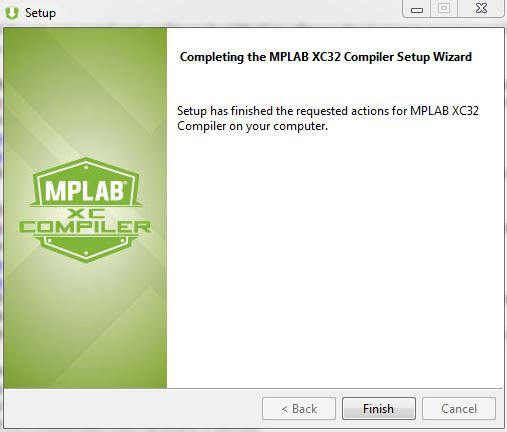 Setup
Completing the MPLAB XC32 Compiler Setup Wizard
Setup has finished the requested actions for MPLAB XC32
Compiler on your computer.
MPLAB®
XC
COMPILER
< Back
Finish
Cancel